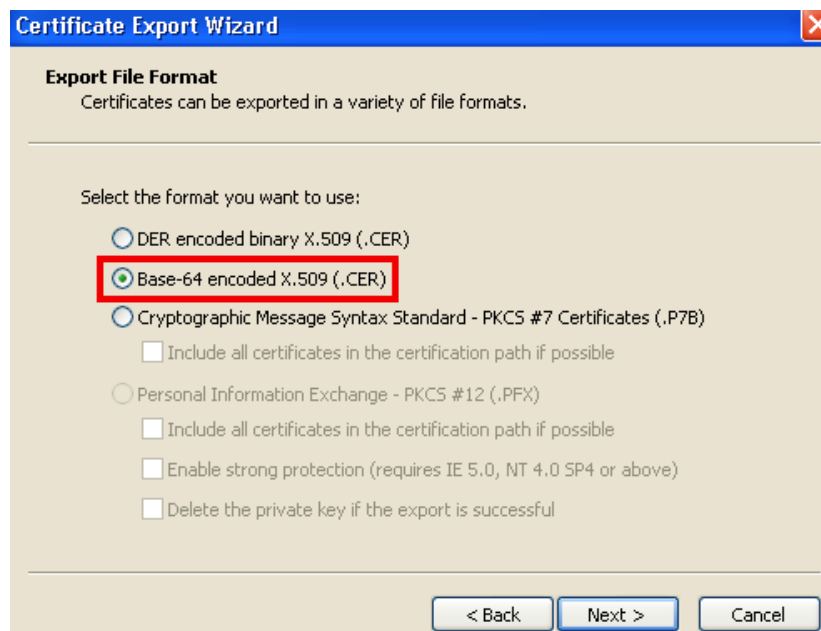 Certificate Export Wizard
Export File Format
Certificates can be exported in a variety of file formats.
Select the format you want to use:
DER encoded binary X.509 (.CER)
Base-64 encoded X.509 (.CER)
Cryptographic Message Syntax Standard - PKCS #7 Certificates (.P7B)
Include all certificates in the certification path if possible
Personal Information Exchange - PKCS #12 (.PFX)
Include all certificates in the certification path if possible
Enable strong protection (requires IE 5.0, NT 4.0 SP4 or above)
Delete the private key if the export is successful
< Back Next > Cancel